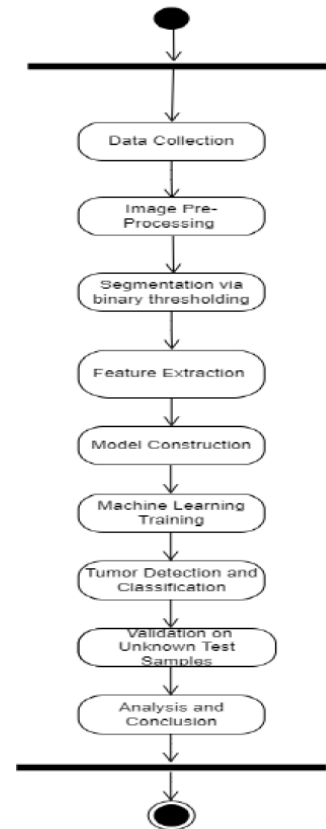 Data Collection
Image Pre-
Processing
Segmentation via
binary thresholding
Feature Extraction
Model Construction
Machine Learning
Training
Tumor Detection and
Classification
Validation on
Unknown Test
Samples
Analysis and
Conclusion